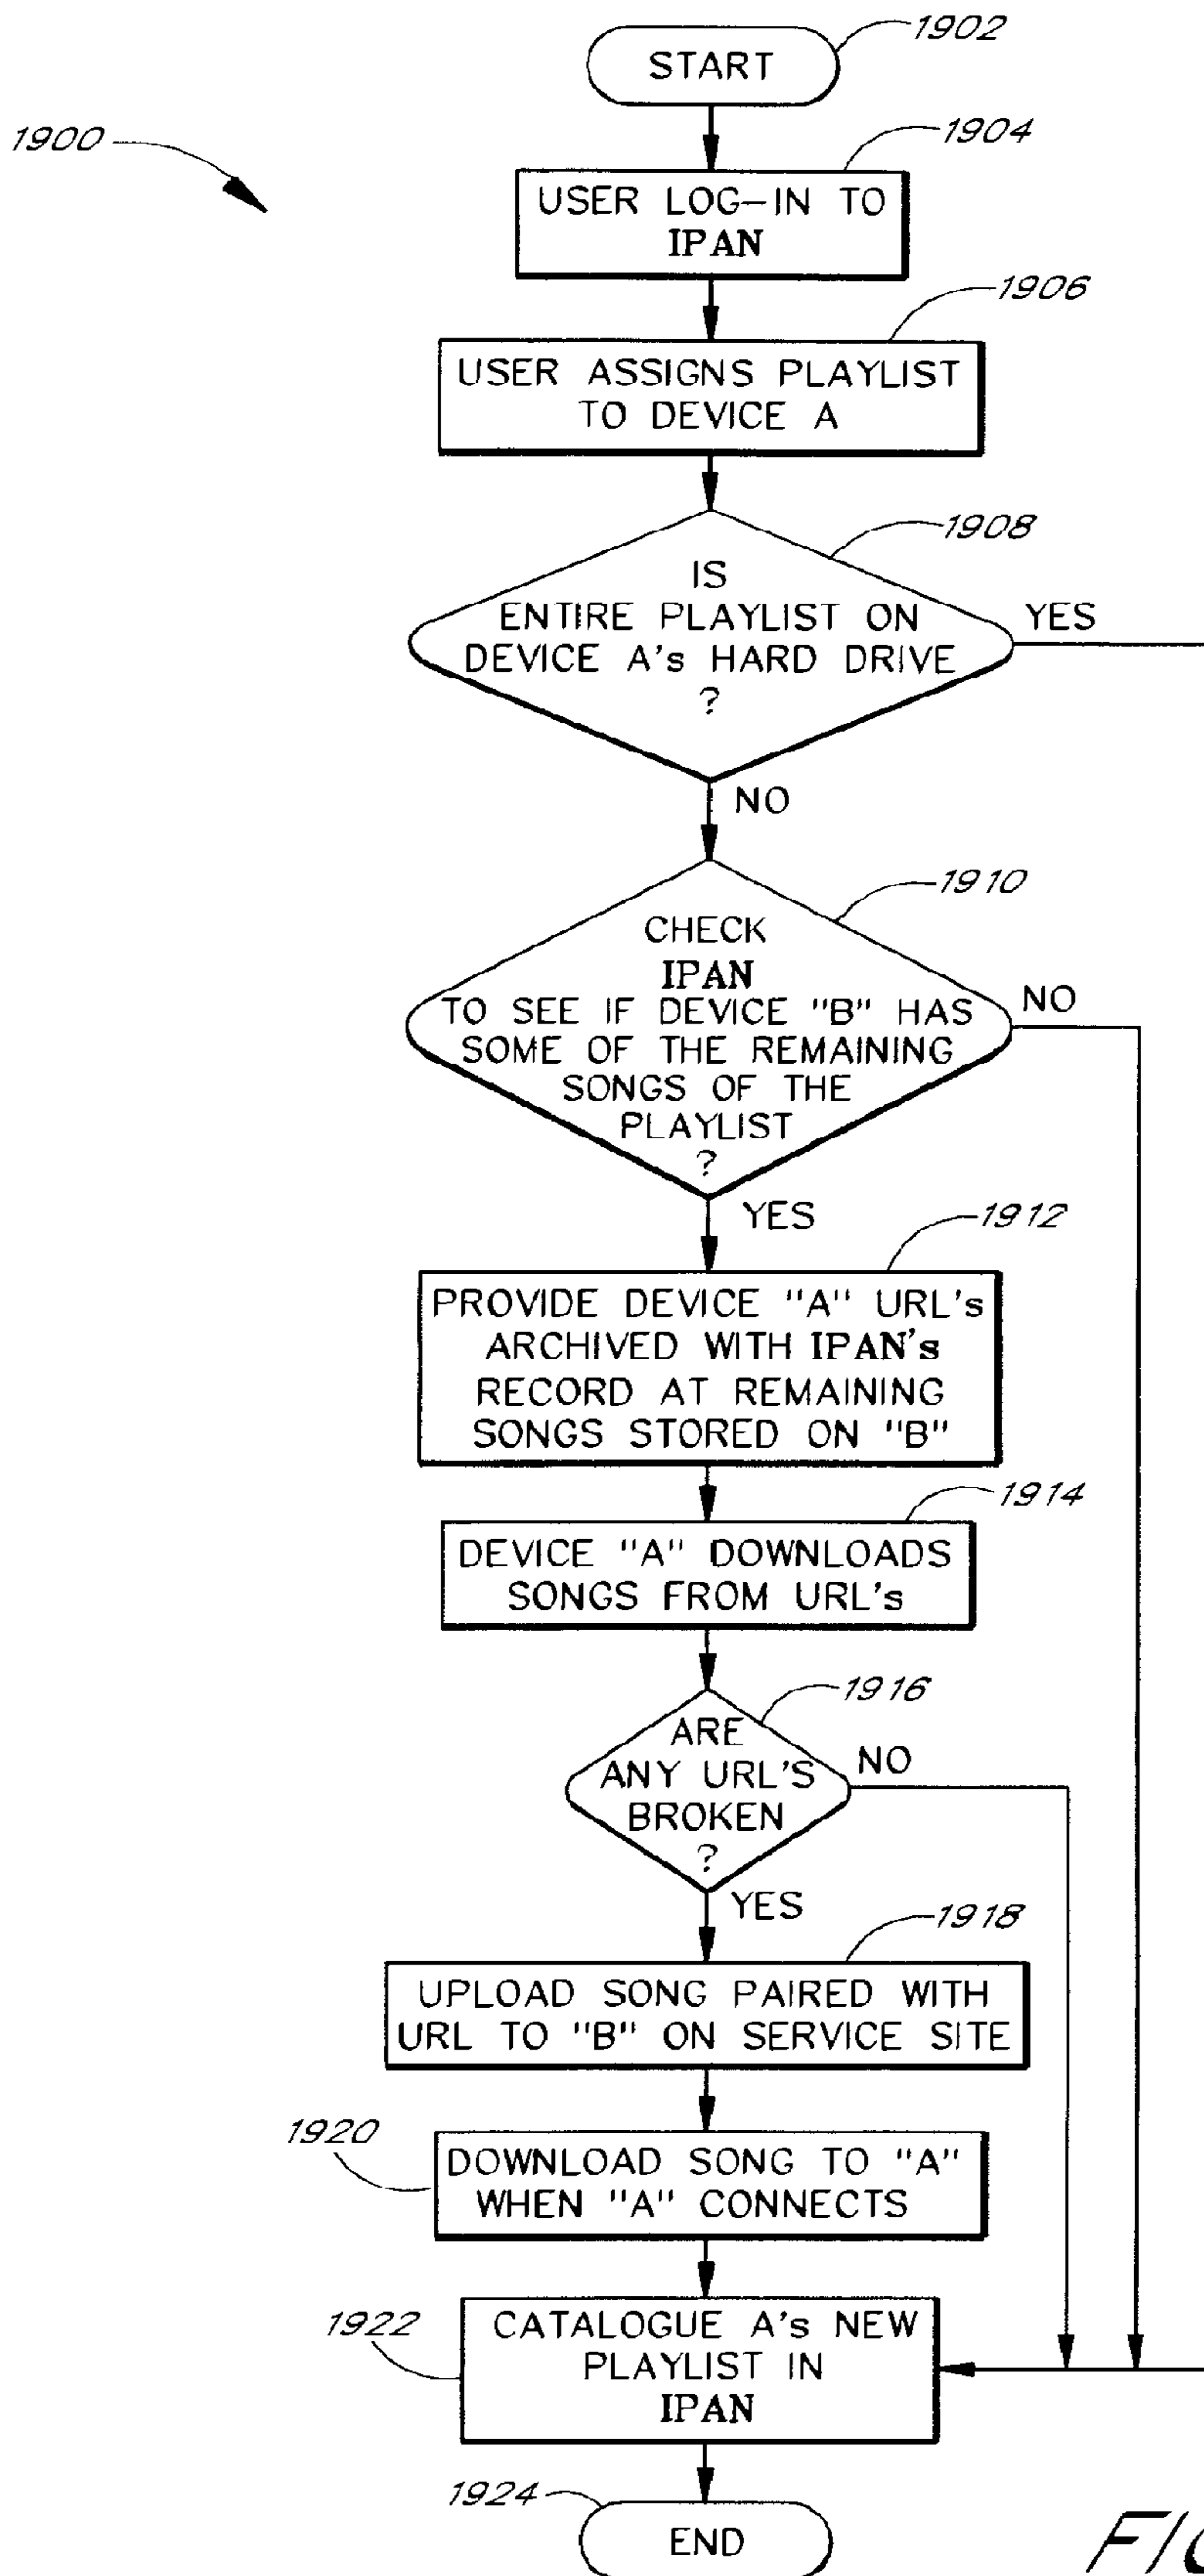 1902
START
1900
1904
USER LOG-IN TO
IPAN
1906
USER ASSIGNS PLAYLIST
TO DEVICE A
1908
IS
ENTIRE PLAYLIST ON
DEVICE A's HARD DRIVE
?
YES
NO
1910
CHECK
IPAN
TO SEE IF DEVICE "B" HAS
SOME OF THE REMAINING
SONGS OF THE
PLAYLIST
?
NO
YES
1912
PROVIDE DEVICE "A" URL's
ARCHIVED WITH IPAN's
RECORD AT REMAINING
SONGS STORED ON "B"
1914
DEVICE "A" DOWNLOADS
SONGS FROM URL's
1916
ARE
ANY URL'S
BROKEN
?
NO
YES
1918
UPLOAD SONG PAIRED WITH
URL TO "B" ON SERVICE SITE
1920
DOWNLOAD SONG TO "A"
WHEN "A" CONNECTS
1922
CATALOGUE A's NEW
PLAYLIST IN
IPAN
1924
END